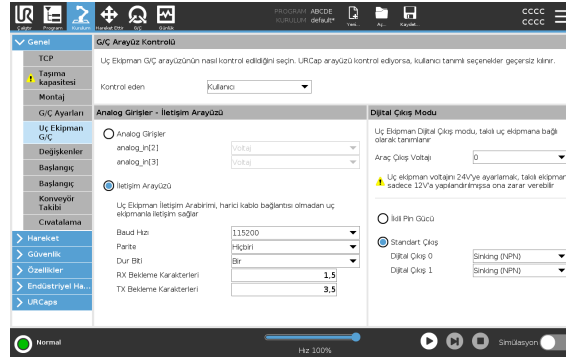 PROGRAM ABCDE
KURULUM default*
Çalıştır Program Kurulum Hareket Ettir G/Ç Günlük
Yeni... Aç... Kaydet...
CCCC
CCCC
Genel
TCP
Taşıma kapasitesi
Montaj
G/Ç Ayarları
Uç Ekipman G/Ç
Değişkenler
Başlangıç
Başlangıç
Konveyör Takibi
Cıvatalama
Hareket
Güvenlik
Özellikler
Endüstriyel Ha...
URCaps
G/Ç Arayüz Kontrolü
Uç Ekipman G/Ç arayüzünün nasıl kontrol edildiğini seçin. URCap arayüzü kontrol ediyorsa, kullanıcı tanımlı seçenekler geçersiz kılınır.
Kontrol eden Kullanıcı
Analog Girişler - İletişim Arayüzü
Analog Girişler
analog_in[2] Voltaj
analog_in[3] Voltaj
İletişim Arayüzü
Uç Ekipman İletişim Arabirimi, harici kablo bağlantısı olmadan uç
ekipmanla iletişim sağlar
Baud Hızı 115200
Parite Hiçbiri
Dur Biti Bir
RX Bekleme Karakterleri 1,5
TX Bekleme Karakterleri 3,5
Dijital Çıkış Modu
Uç Ekipman Dijital Çıkış modu, takılı uç ekipmana bağlı
olarak tanımlanır
Araç Çıkış Voltajı 0
Uç ekipman voltajını 24V'ye ayarlamak, takılı ekipman
sadece 12V'a yapılandırılmışsa ona zarar verebilir
İkili Pin Gücü
Standart Çıkış
Dijital Çıkış 0 Sinking (NPN)
Dijital Çıkış 1 Sinking (NPN)
Normal
Hız 100%
Simülasyon